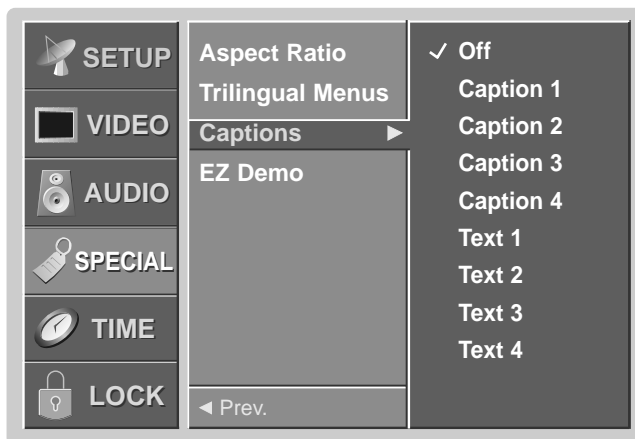 SETUP
VIDEO
AUDIO
SPECIAL
TIME
LOCK
Aspect Ratio
Trilingual Menus
Captions ►
EZ Demo
◄ Prev.
✓ Off
Caption 1
Caption 2
Caption 3
Caption 4
Text 1
Text 2
Text 3
Text 4